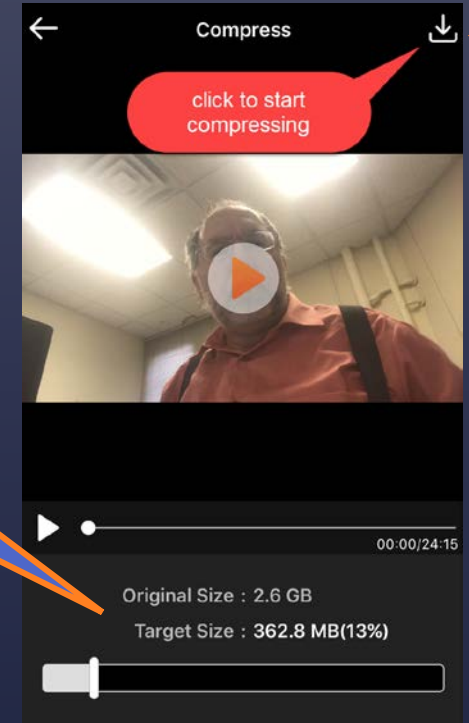 Compress
click to start
compressing
00:00/24:15
Original Size : 2.6 GB
Target Size : 362.8 MB(13%)